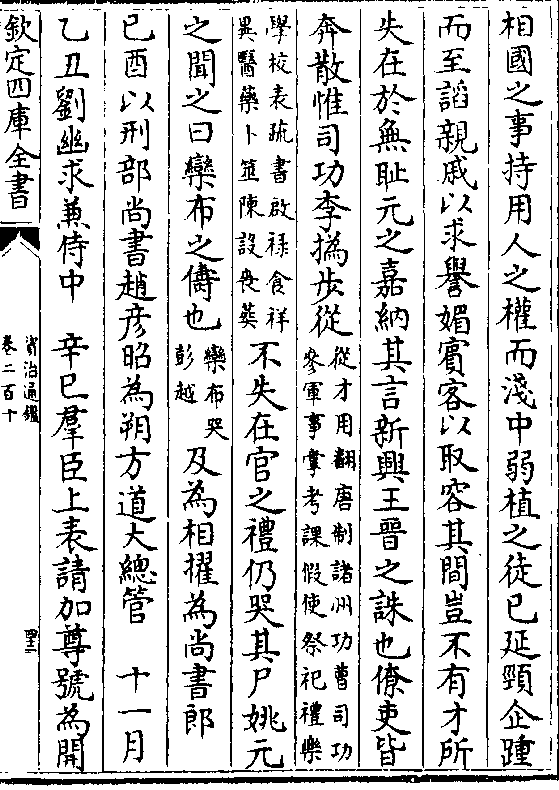 相國之事持用人之權而淺中弱植之徒已延頸企踵
而至謟親戚以求譽媚賓客以取容其間豈不有才所
失在於無耻元之嘉納其言新興王晉之誅也僚吏皆
奔散惟司功李撝步從從才用翻唐制諸州功曹司功
參軍事掌考課假使祭祀禮樂
學校表疏書啟禄食祥
異醫藥卜筮陳設喪葬不失在官之禮仍哭其尸姚元
之聞之曰欒布之儔也欒布哭
彭越及為相擢為尚書郎
己酉以刑部尚書趙彦昭為朔方道大總管 十一月
乙丑劉幽求兼侍中 辛巳羣臣上表請加尊號為開
欽定四庫全書
資治通鑑
卷二百十
四十三